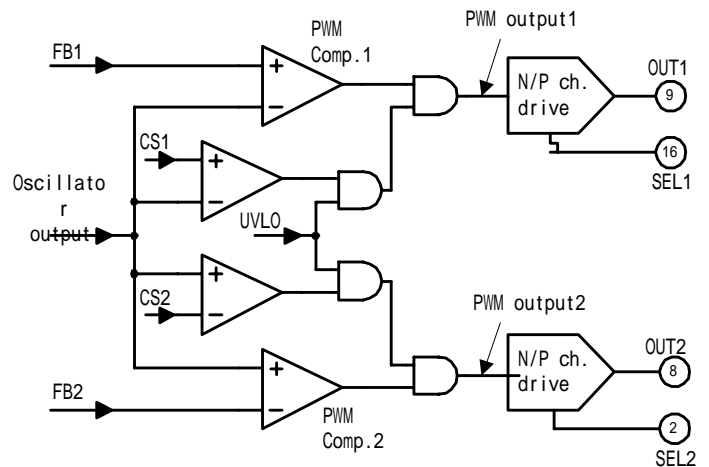 FB1
PWM
Comp.1
PWM output1
N/P ch.
drive
OUT1
9
16
SEL1
CS1
Oscillato
r
output
UVLO
CS2
PWM output2
N/P ch.
drive
OUT2
8
2
SEL2
FB2
PWM
Comp.2
+
−
+
−
+
−
+
−